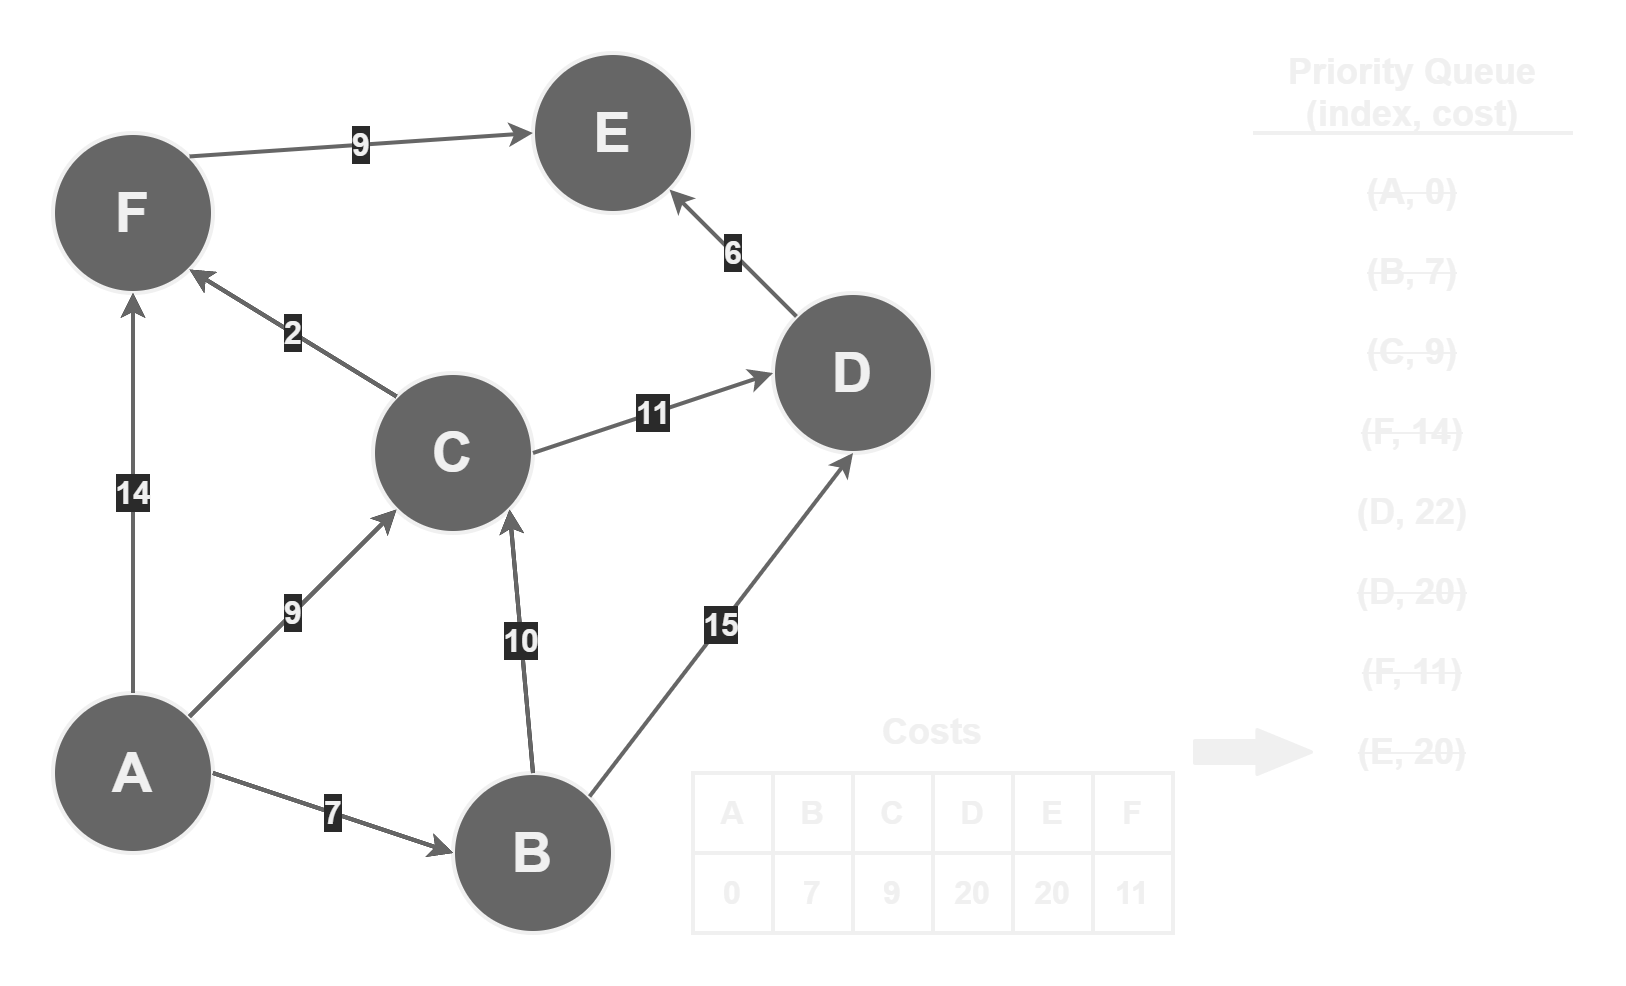 Priority Queue
(index, cost)
E
9
F
(A, 0)
6
(B, 7)
2
(C, 9)
D
11
(F, 14)
C
14
(D, 22)
9
(D, 20)
15
10
(F, 11)
Costs
(E, 20)
A
7
B
A B C D E F
0 7 9 20 20 11